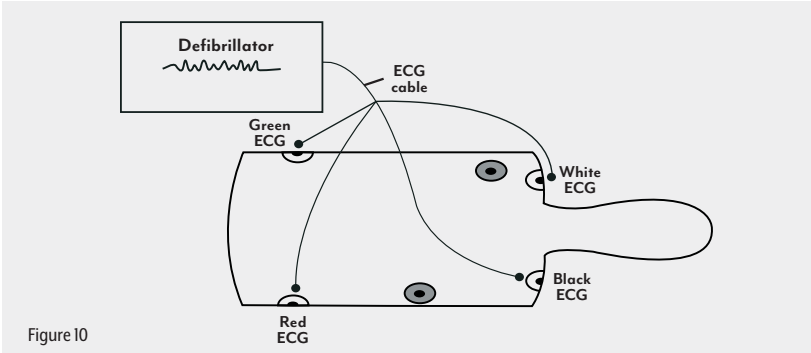 Defibrillator
ECG
cable
Green
ECG
White
ECG
Black
ECG
Red
ECG
Figure 10